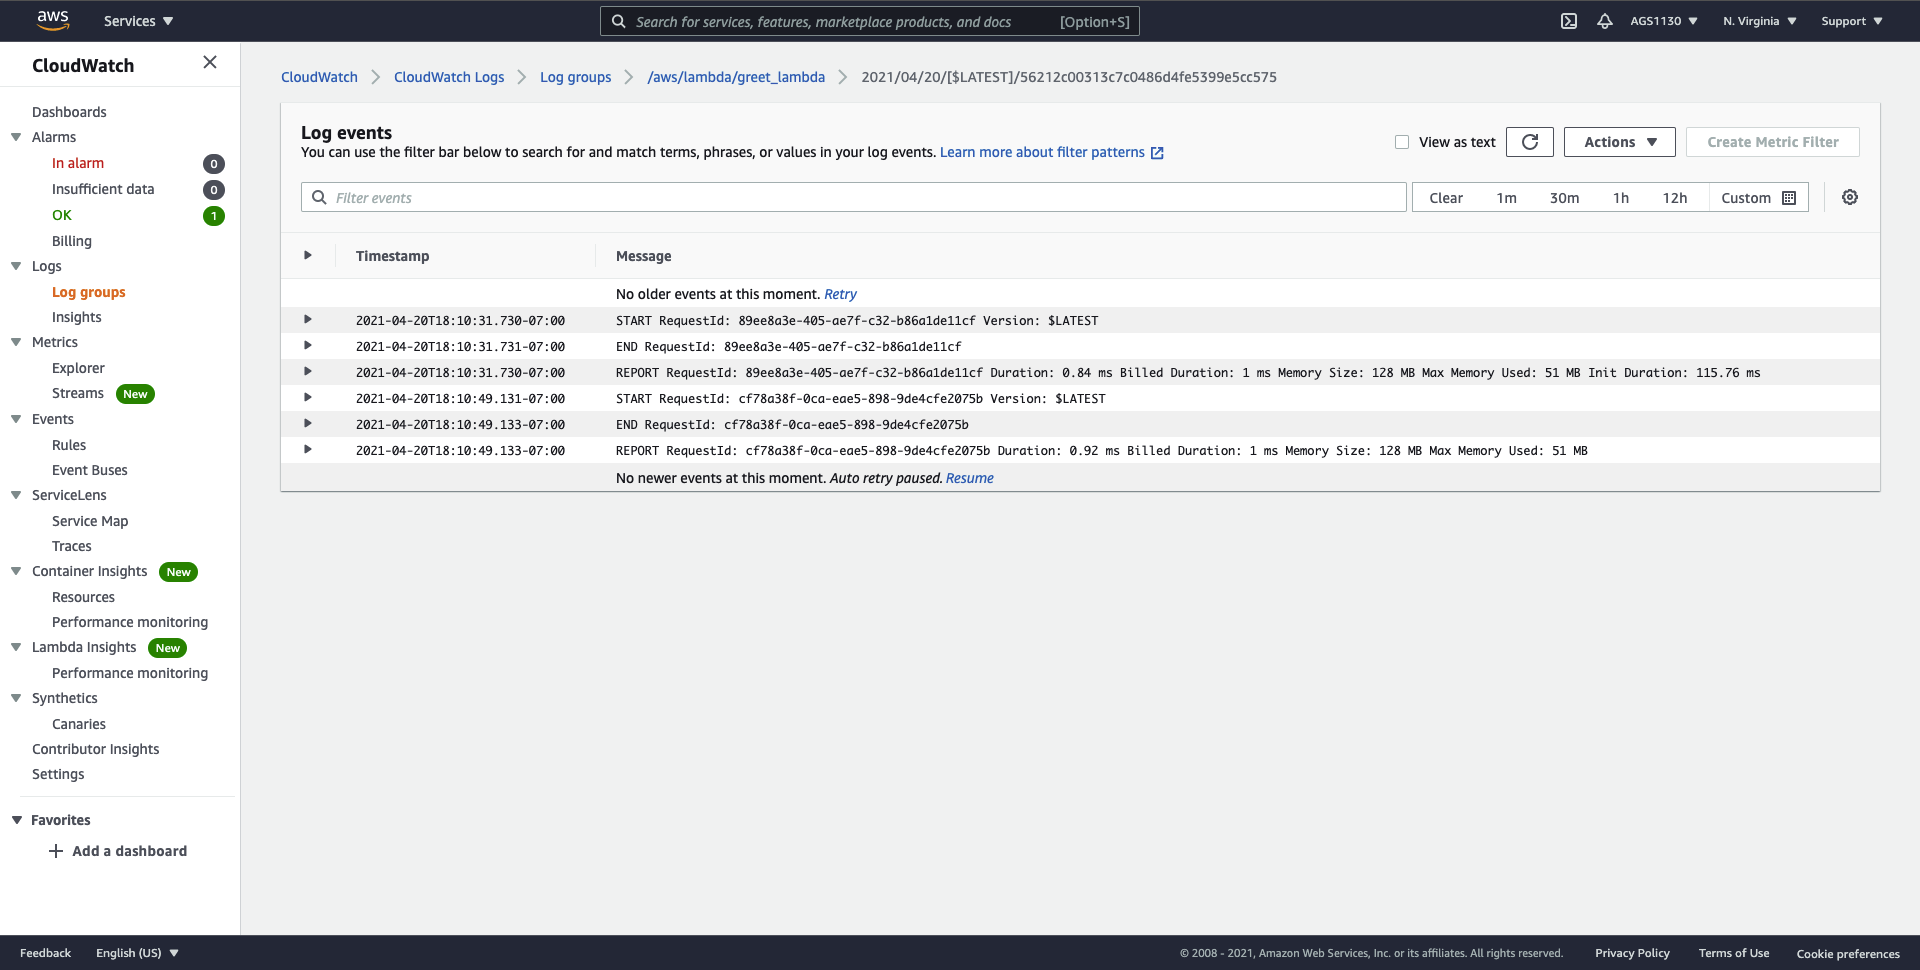 aws Services Search for services, features, marketplace products, and docs [Option+S] AGS1130 N. Virginia Support
CloudWatch
Dashboards
Alarms
In alarm 0
Insufficient data 0
OK 1
Billing
Logs
Log groups
Insights
Metrics
Explorer
Streams New
Events
Rules
Event Buses
ServiceLens
Service Map
Traces
Container Insights New
Resources
Performance monitoring
Lambda Insights New
Performance monitoring
Synthetics
Canaries
Contributor Insights
Settings
Favorites
Add a dashboard
CloudWatch CloudWatch Logs Log groups /aws/lambda/greet_lambda 2021/04/20/[$LATEST]/56212c00313c7c0486d4fe5399e5cc575
Log events
You can use the filter bar below to search for and match terms, phrases, or values in your log events. Learn more about filter patterns
View as text Actions Create Metric Filter
Filter events Clear 1m 30m 1h 12h Custom
Timestamp Message
No older events at this moment. Retry
2021-04-20T18:10:31.730-07:00 START RequestId: 89ee8a3e-405-ae7f-c32-b86a1de11cf Version: $LATEST
2021-04-20T18:10:31.731-07:00 END RequestId: 89ee8a3e-405-ae7f-c32-b86a1de11cf
2021-04-20T18:10:31.730-07:00 REPORT RequestId: 89ee8a3e-405-ae7f-c32-b86a1de11cf Duration: 0.84 ms Billed Duration: 1 ms Memory Size: 128 MB Max Memory Used: 51 MB Init Duration: 115.76 ms
2021-04-20T18:10:49.131-07:00 START RequestId: cf78a38f-0ca-eae5-898-9de4cfe2075b Version: $LATEST
2021-04-20T18:10:49.133-07:00 END RequestId: cf78a38f-0ca-eae5-898-9de4cfe2075b
2021-04-20T18:10:49.133-07:00 REPORT RequestId: cf78a38f-0ca-eae5-898-9de4cfe2075b Duration: 0.92 ms Billed Duration: 1 ms Memory Size: 128 MB Max Memory Used: 51 MB
No newer events at this moment. Auto retry paused. Resume
Feedback English (US) © 2008 - 2021, Amazon Web Services, Inc. or its affiliates. All rights reserved. Privacy Policy Terms of Use Cookie preferences